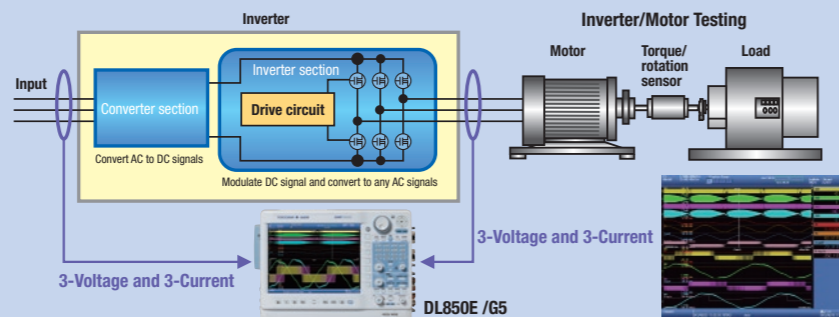 Inverter
Inverter/Motor Testing
Motor
Torque/
rotation
sensor
Load
Input
Converter section
Inverter section
Drive circuit
Convert AC to DC signals
Modulate DC signal and convert to any AC signals
3-Voltage and 3-Current
3-Voltage and 3-Current
DL850E /G5